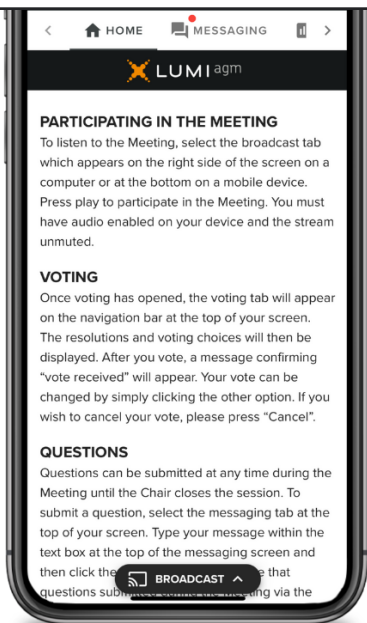 HOME MESSAGING
LUMI agm
PARTICIPATING IN THE MEETING
To listen to the Meeting, select the broadcast tab
which appears on the right side of the screen on a
computer or at the bottom on a mobile device.
Press play to participate in the Meeting. You must
have audio enabled on your device and the stream
unmuted.
VOTING
Once voting has opened, the voting tab will appear
on the navigation bar at the top of your screen.
The resolutions and voting choices will then be
displayed. After you vote, a message confirming
“vote received” will appear. Your vote can be
changed by simply clicking the other option. If you
wish to cancel your vote, please press “Cancel”.
QUESTIONS
Questions can be submitted at any time during the
Meeting until the Chair closes the session. To
submit a question, select the messaging tab at the
top of your screen. Type your message within the
text box at the top of the messaging screen and
then click the that
BROADCAST
questions the